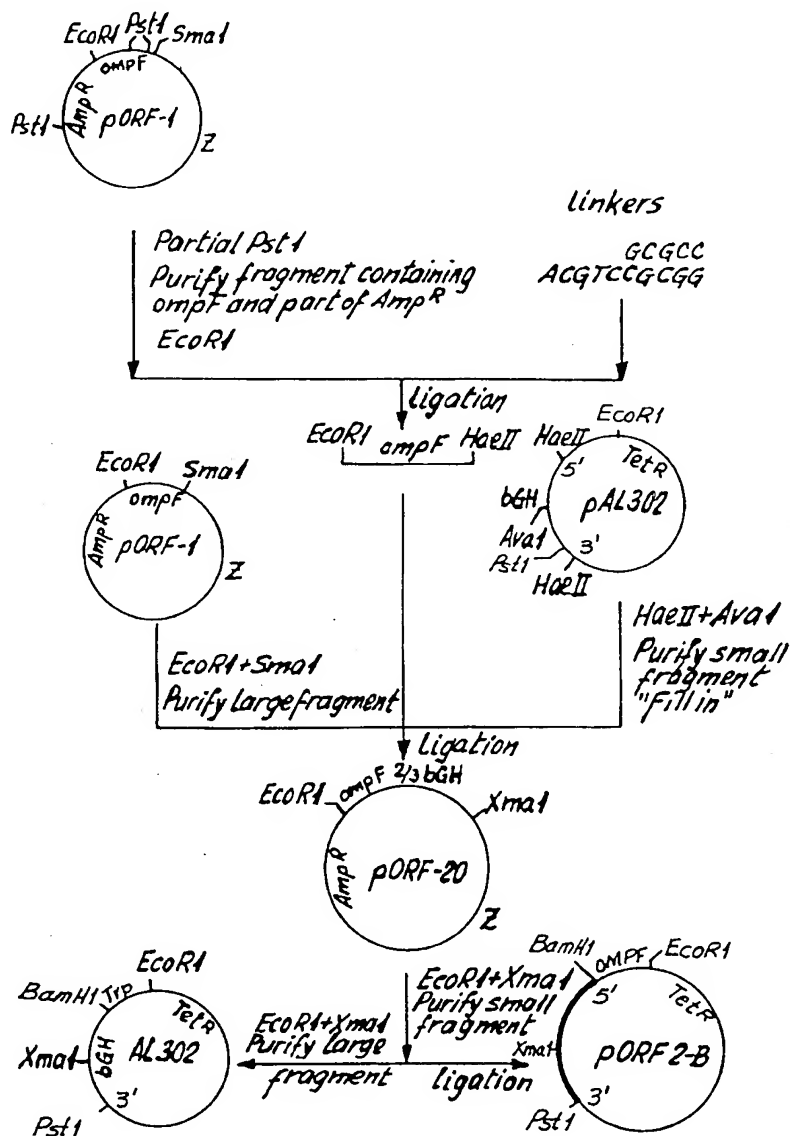 Pst1
EcoR1
Sma1
ompF
AmpR
pORF-1
Pst1
Z
linkers
GCGCC
ACGTCCGCGG
Partial Pst1
Purify fragment containing
ompF and part of AmpR
EcoR1
ligation
EcoR1 ompF HaeII
EcoR1
HaeII
5'
TetR
bGH
pAL302
Ava1
Pst1
3'
HaeII
EcoR1
Sma1
ompF
AmpR
pORF-1
Z
EcoR1+Sma1
Purify large fragment
HaeII+Ava1
Purify small
fragment
"Fill in"
ligation
EcoR1
ompF 2/3 bGH
Xma1
AmpR
pORF-20
Z
EcoR1
BamH1
Trp
TetR
Xma1
bGH
AL302
3'
Pst1
EcoR1+Xma1
Purify large
fragment
EcoR1+Xma1
Purify small
fragment
ligation
BamH1
OMPF
EcoR1
5'
TetR
Xma1
pORF2-B
3'
Pst1